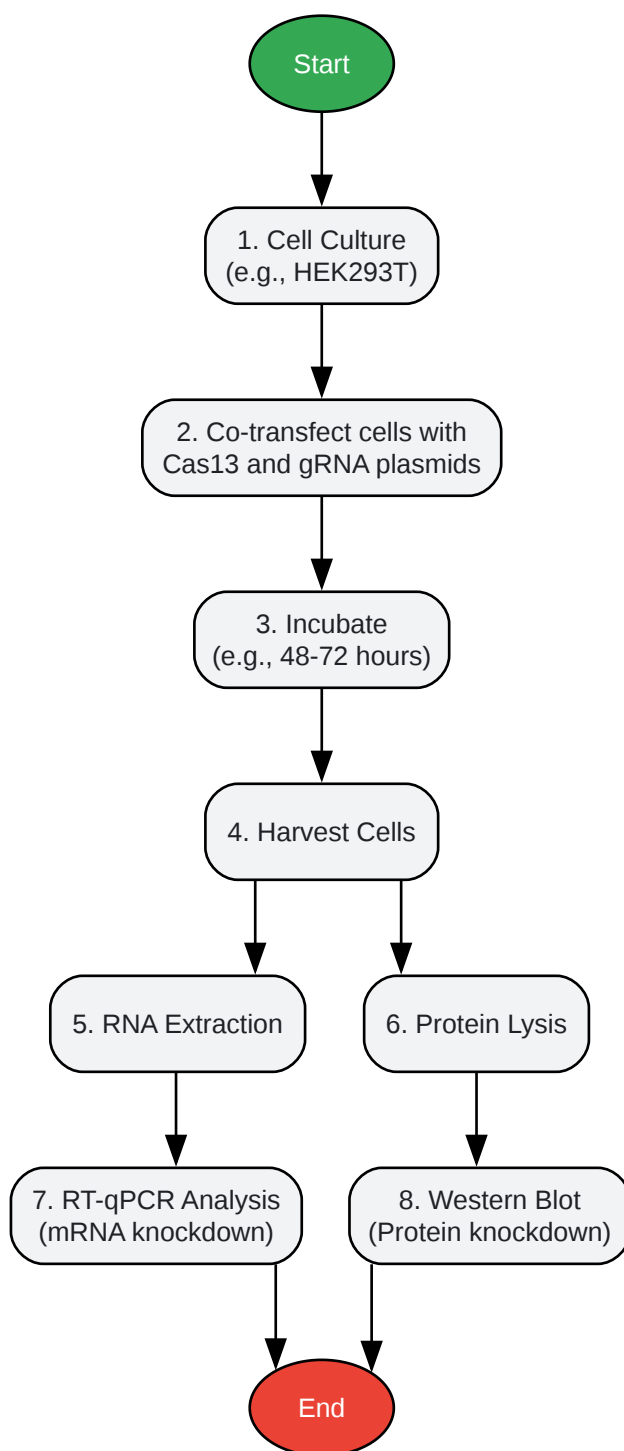 Start
1. Cell Culture
(e.g., HEK293T)
2. Co-transfect cells with
Cas13 and gRNA plasmids
3. Incubate
(e.g., 48-72 hours)
4. Harvest Cells
5. RNA Extraction
6. Protein Lysis
7. RT-qPCR Analysis
(mRNA knockdown)
8. Western Blot
(Protein knockdown)
End